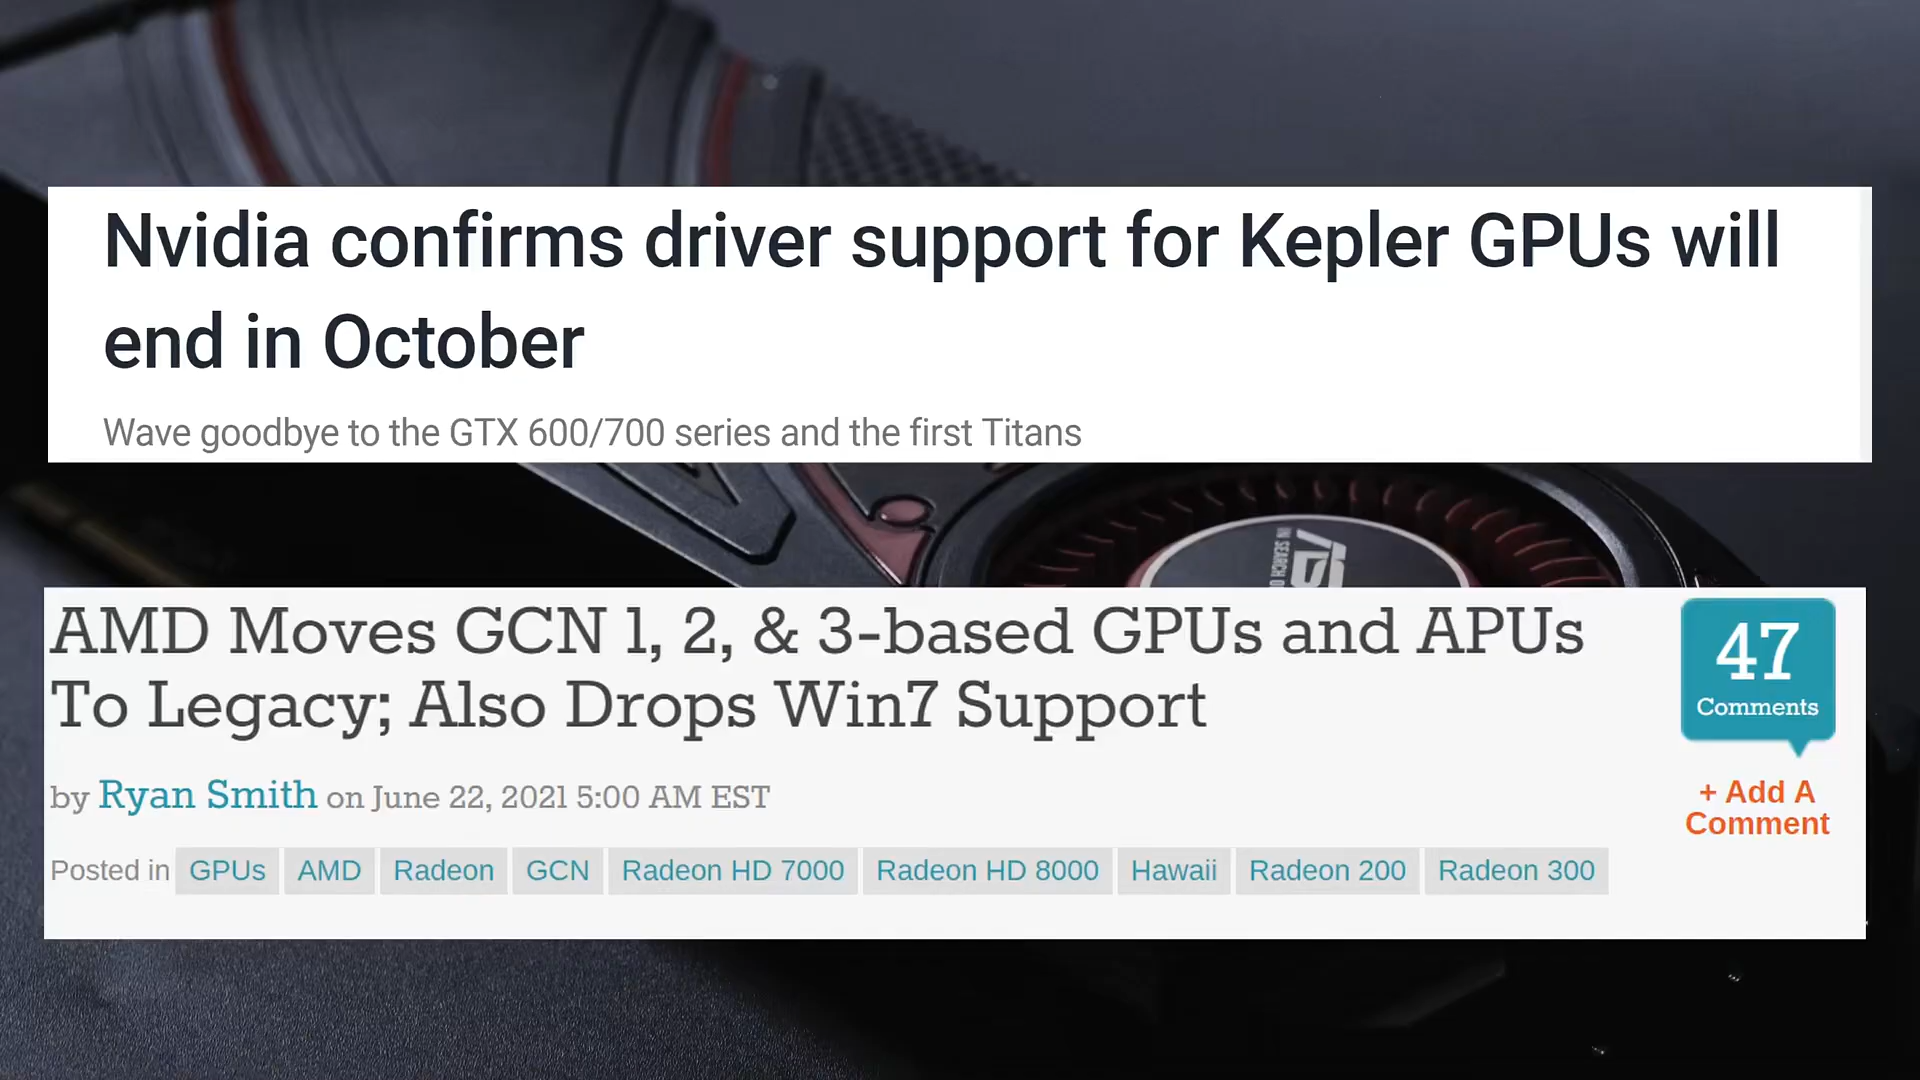 Nvidia confirms driver support for Kepler GPUs will
end in October
Wave goodbye to the GTX 600/700 series and the first Titans
IN SEARCH O
AMD Moves GCN 1, 2, & 3-based GPUs and APUs
To Legacy; Also Drops Win7 Support
47
Comments
by Ryan Smith on June 22, 2021 5:00 AM EST
+ Add A
Comment
Posted in GPUs AMD Radeon GCN Radeon HD 7000 Radeon HD 8000 Hawaii Radeon 200 Radeon 300